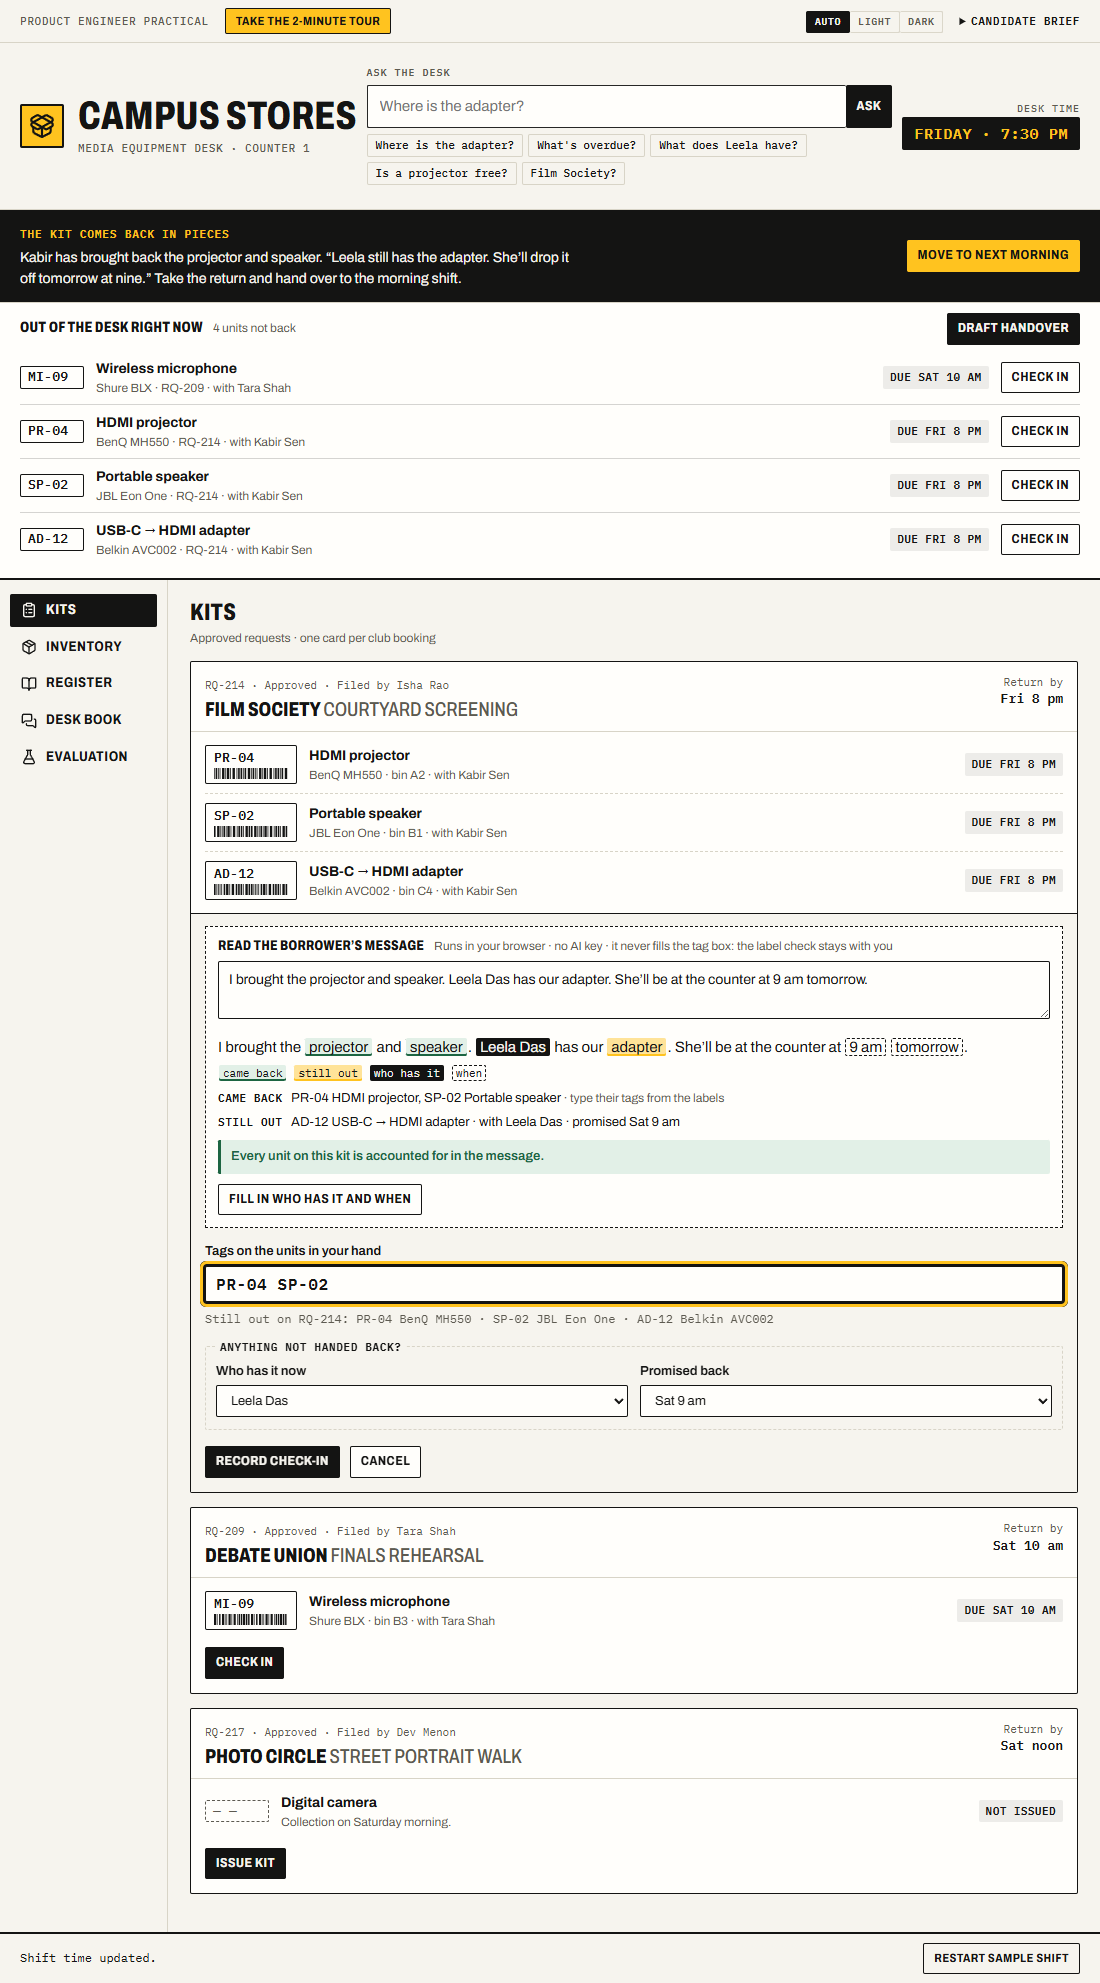 PRODUCT ENGINEER PRACTICAL
TAKE THE 2-MINUTE TOUR
AUTO LIGHT DARK
▶ CANDIDATE BRIEF
CAMPUS STORES
MEDIA EQUIPMENT DESK · COUNTER 1
ASK THE DESK
Where is the adapter?
ASK
Where is the adapter? What's overdue? What does Leela have?
Is a projector free? Film Society?
DESK TIME
FRIDAY · 7:30 PM
THE KIT COMES BACK IN PIECES
Kabir has brought back the projector and speaker. “Leela still has the adapter. She’ll drop it
off tomorrow at nine.” Take the return and hand over to the morning shift.
MOVE TO NEXT MORNING
OUT OF THE DESK RIGHT NOW 4 units not back
DRAFT HANDOVER
MI-09
Wireless microphone
Shure BLX · RQ-209 · with Tara Shah
DUE SAT 10 AM
CHECK IN
PR-04
HDMI projector
BenQ MH550 · RQ-214 · with Kabir Sen
DUE FRI 8 PM
CHECK IN
SP-02
Portable speaker
JBL Eon One · RQ-214 · with Kabir Sen
DUE FRI 8 PM
CHECK IN
AD-12
USB-C → HDMI adapter
Belkin AVC002 · RQ-214 · with Kabir Sen
DUE FRI 8 PM
CHECK IN
KITS
INVENTORY
REGISTER
DESK BOOK
EVALUATION
KITS
Approved requests · one card per club booking
RQ-214 · Approved · Filed by Isha Rao
FILM SOCIETY COURTYARD SCREENING
Return by
Fri 8 pm
PR-04
HDMI projector
BenQ MH550 · bin A2 · with Kabir Sen
DUE FRI 8 PM
SP-02
Portable speaker
JBL Eon One · bin B1 · with Kabir Sen
DUE FRI 8 PM
AD-12
USB-C → HDMI adapter
Belkin AVC002 · bin C4 · with Kabir Sen
DUE FRI 8 PM
READ THE BORROWER’S MESSAGE Runs in your browser · no AI key · it never fills the tag box: the label check stays with you
I brought the projector and speaker. Leela Das has our adapter. She’ll be at the counter at 9 am tomorrow.
I brought the projector and speaker. Leela Das has our adapter. She’ll be at the counter at 9 am tomorrow.
came back still out who has it when
CAME BACK PR-04 HDMI projector, SP-02 Portable speaker · type their tags from the labels
STILL OUT AD-12 USB-C → HDMI adapter · with Leela Das · promised Sat 9 am
Every unit on this kit is accounted for in the message.
FILL IN WHO HAS IT AND WHEN
Tags on the units in your hand
PR-04 SP-02
Still out on RQ-214: PR-04 BenQ MH550 · SP-02 JBL Eon One · AD-12 Belkin AVC002
ANYTHING NOT HANDED BACK?
Who has it now
Leela Das
Promised back
Sat 9 am
RECORD CHECK-IN
CANCEL
RQ-209 · Approved · Filed by Tara Shah
DEBATE UNION FINALS REHEARSAL
Return by
Sat 10 am
MI-09
Wireless microphone
Shure BLX · bin B3 · with Tara Shah
DUE SAT 10 AM
CHECK IN
RQ-217 · Approved · Filed by Dev Menon
PHOTO CIRCLE STREET PORTRAIT WALK
Return by
Sat noon
— —
Digital camera
Collection on Saturday morning.
NOT ISSUED
ISSUE KIT
Shift time updated.
RESTART SAMPLE SHIFT